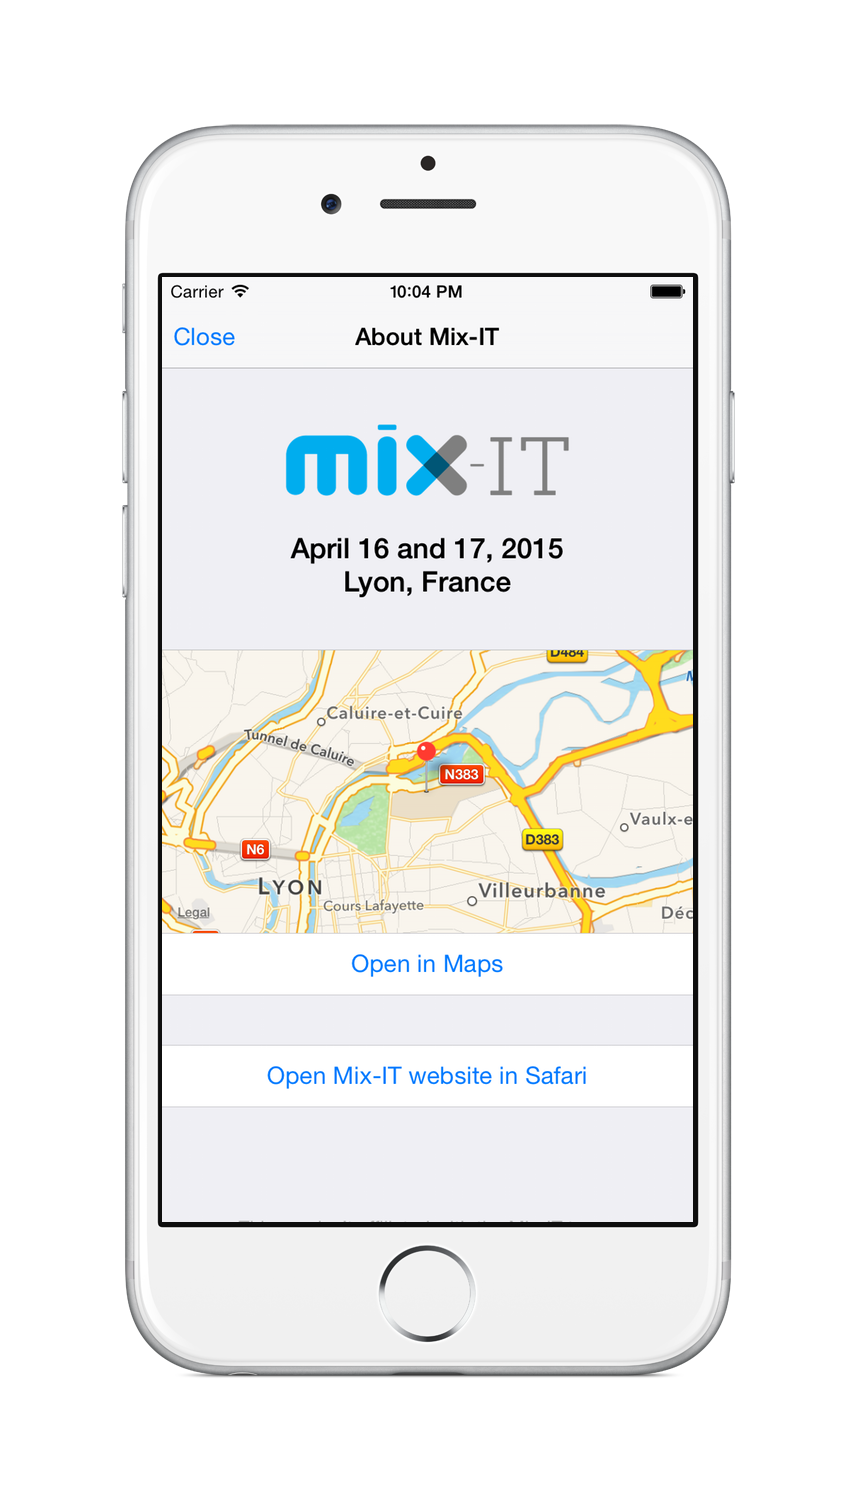 Carrier 10:04 PM
Close About Mix-IT
mix-IT
April 16 and 17, 2015
Lyon, France
D484
Caluire-et-Cuire
Tunnel de Caluire
N383
Vaulx-e
D383
N6
LYON
Villeurbanne
Cours Lafayette
Legal
Déc
Open in Maps
Open Mix-IT website in Safari